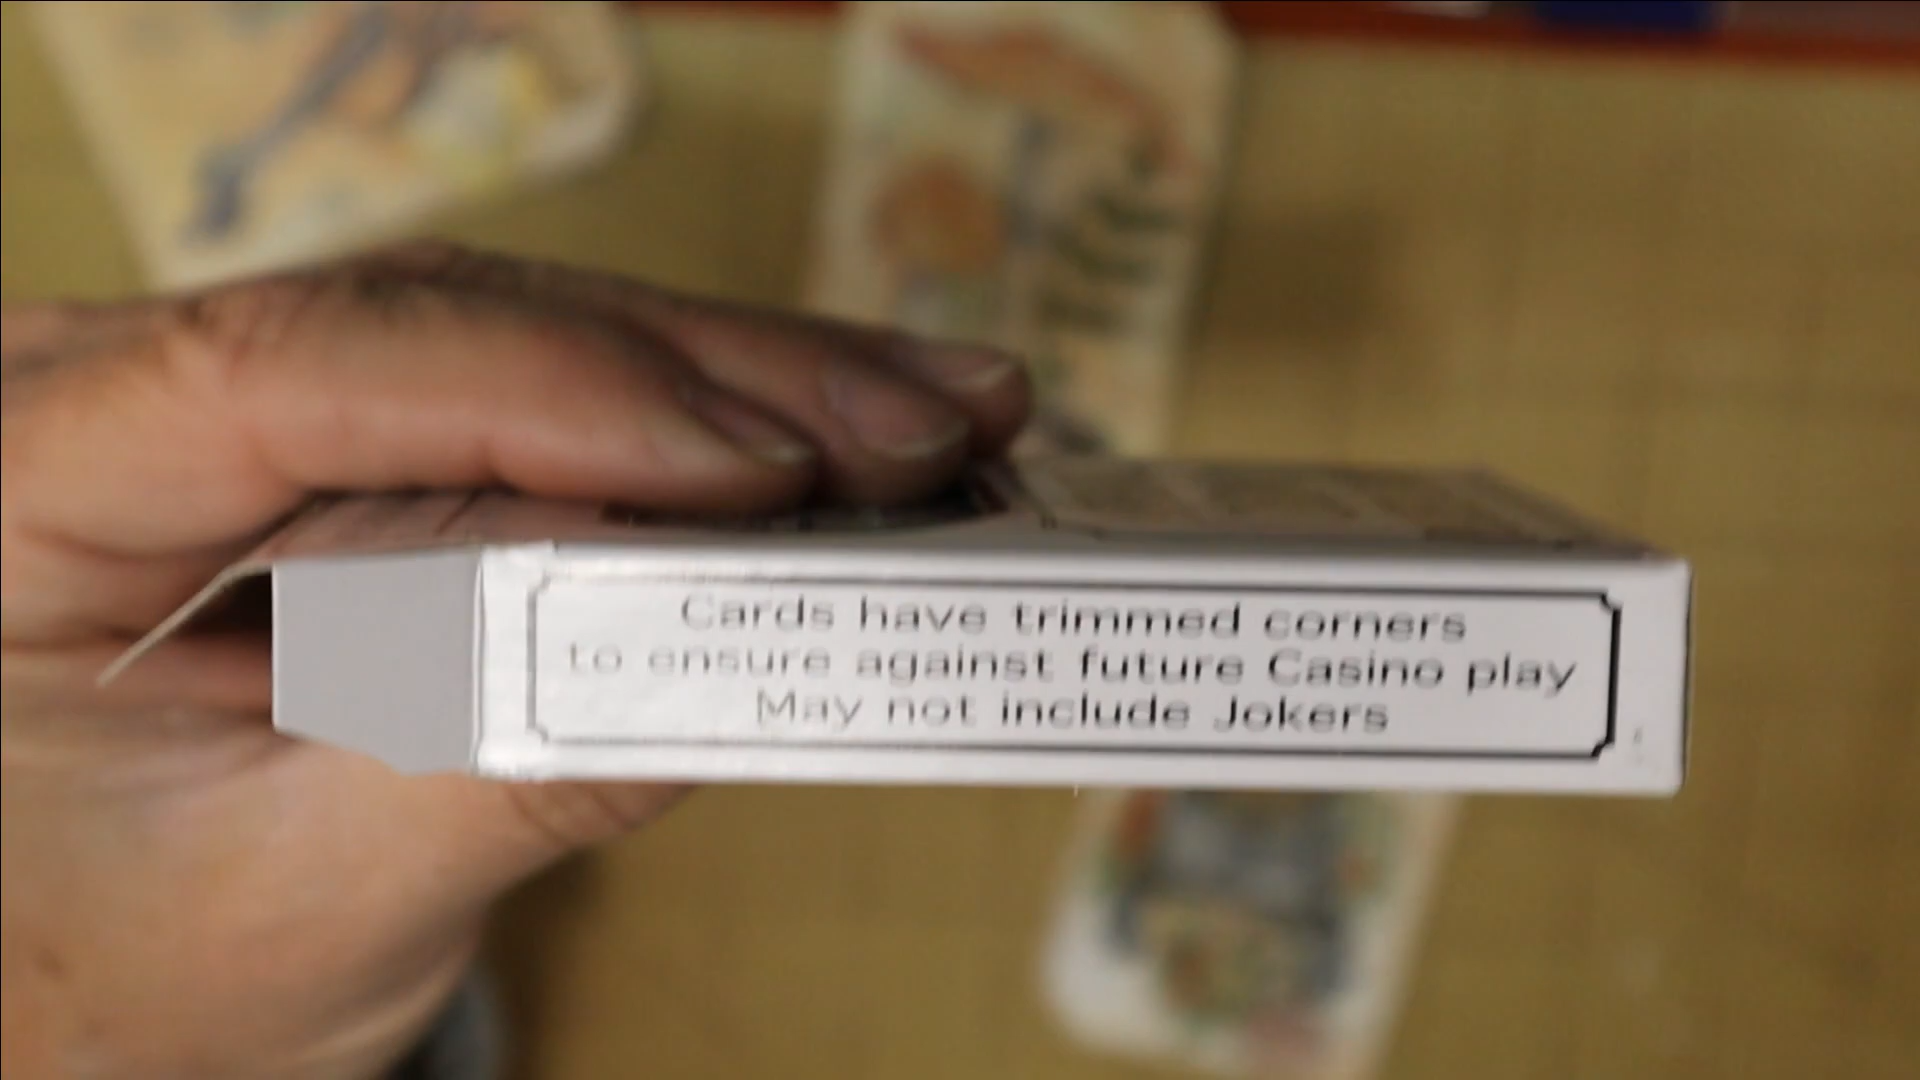 Cards have trimmed corners
to ensure against future Casino play
May not include Jokers